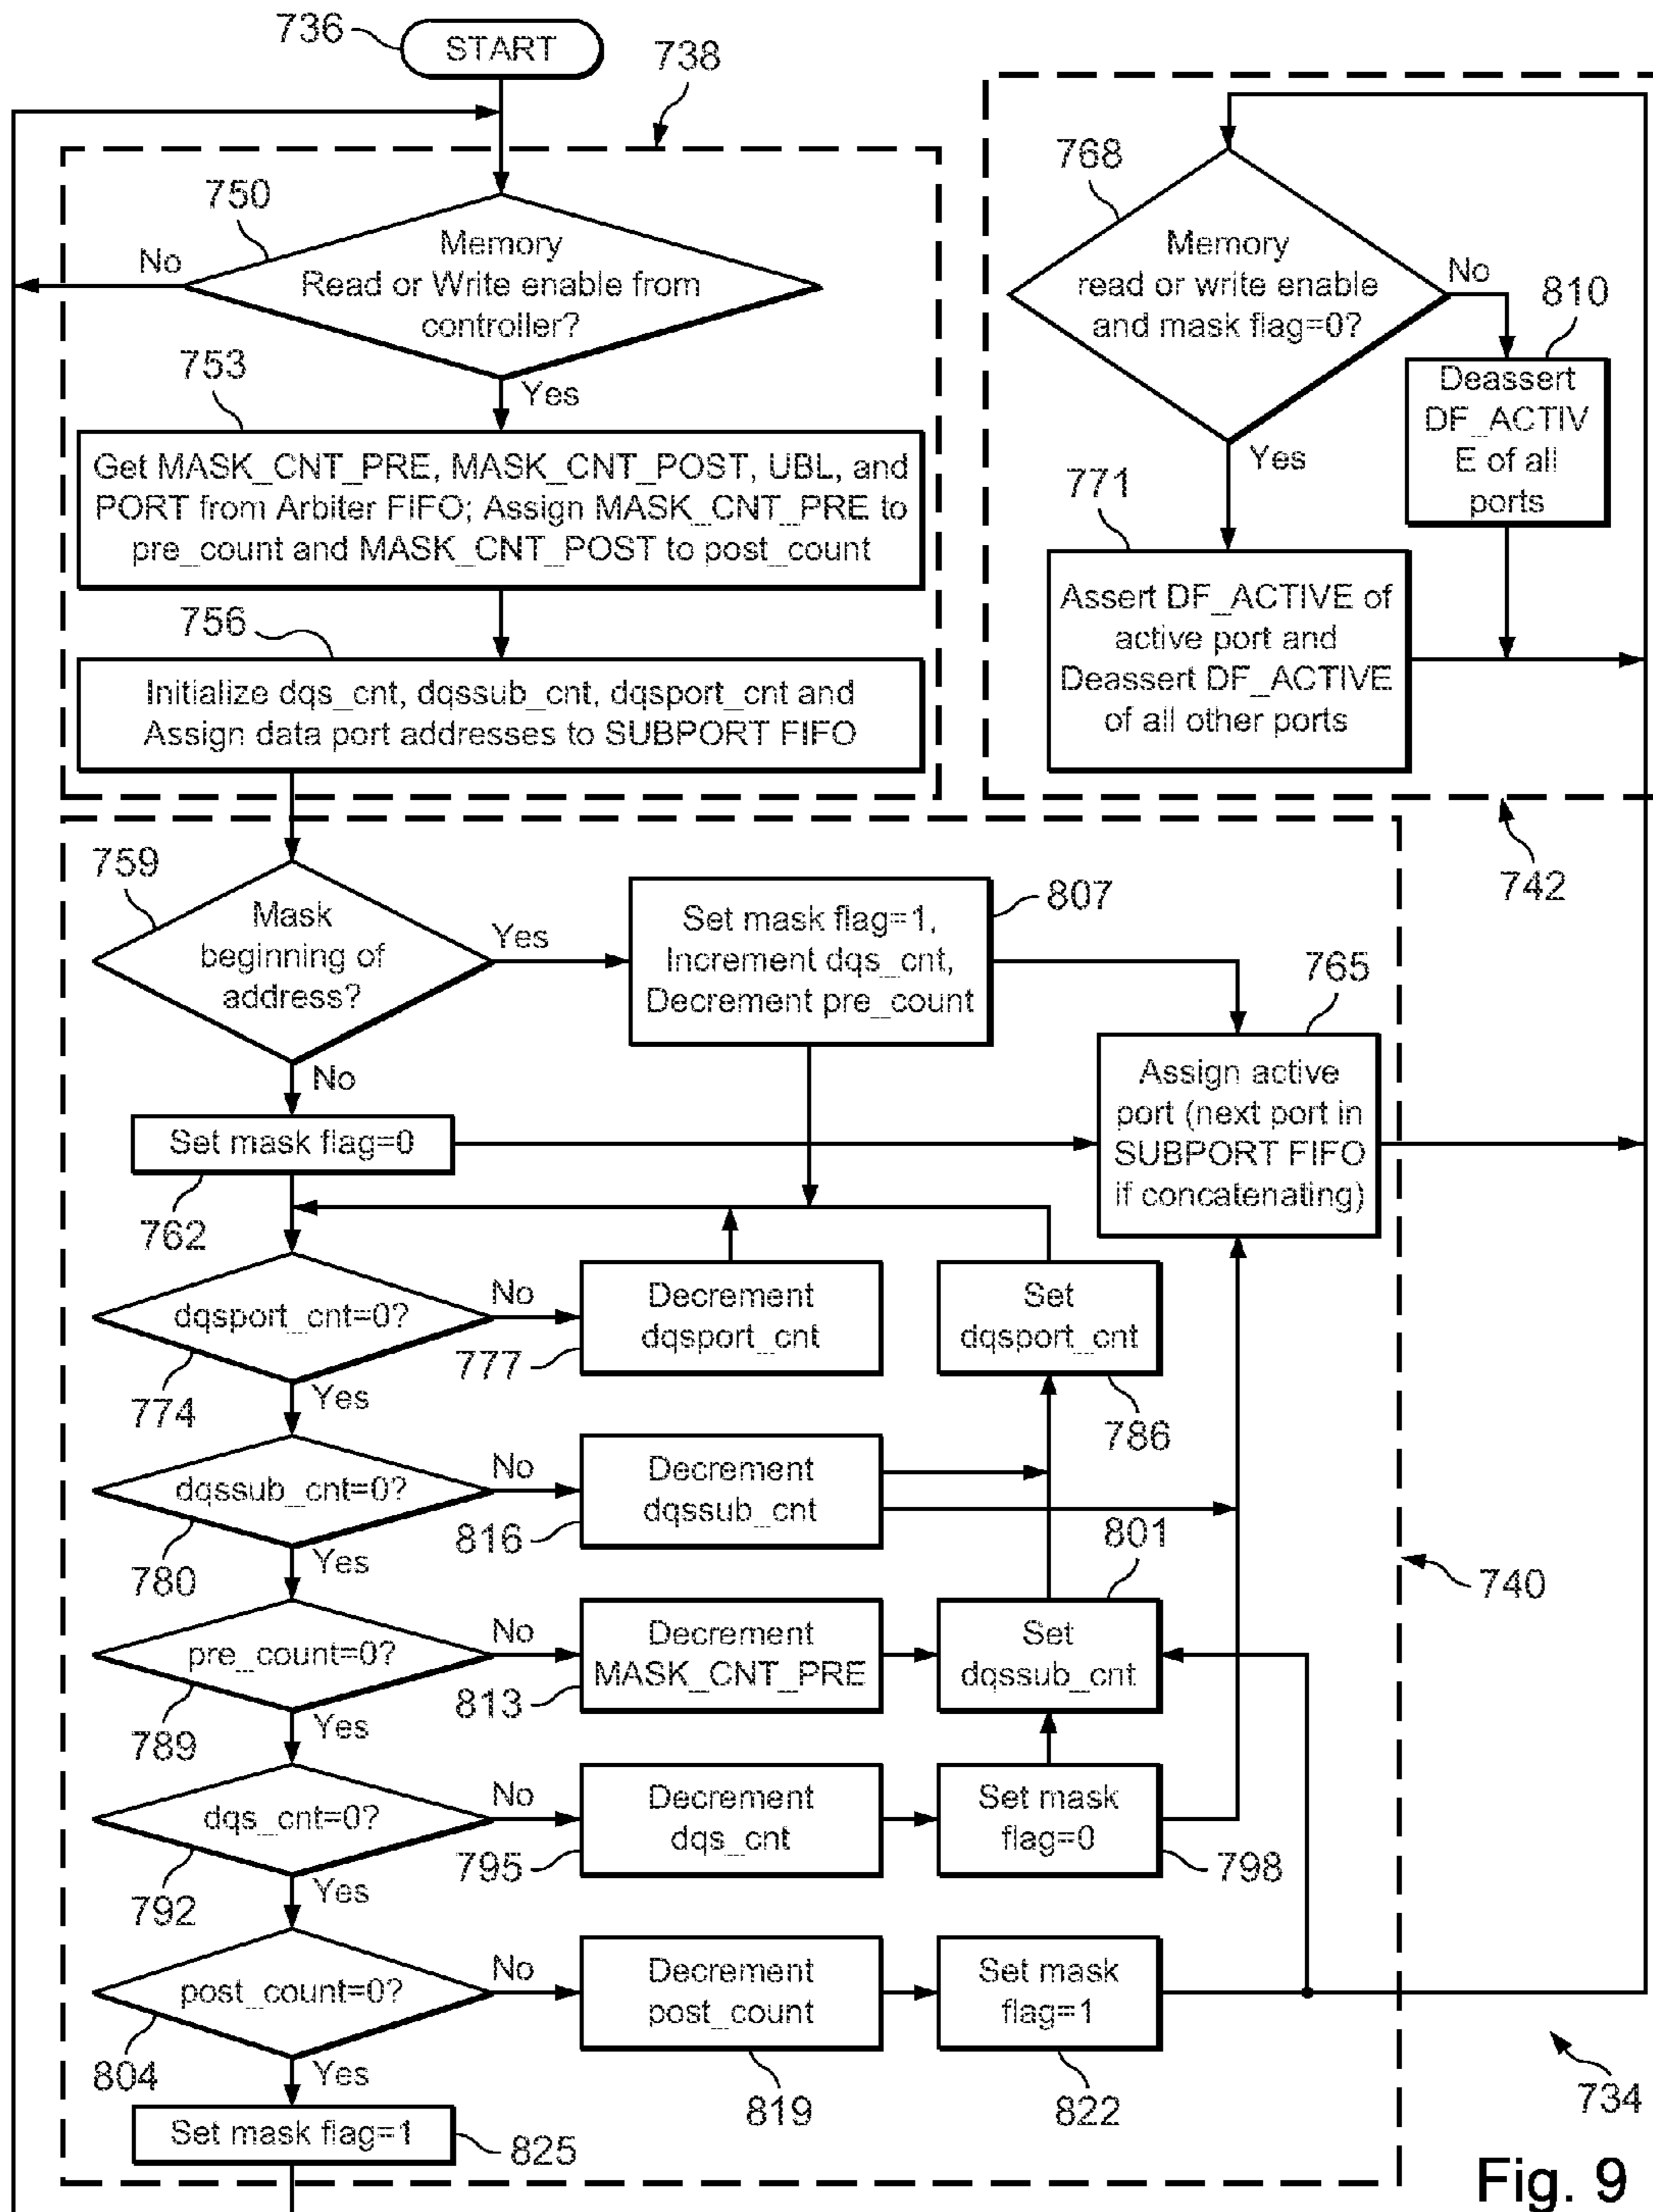 736
START
738
750
Memory
Read or Write enable from
controller?
No
Yes
753
Get MASK_CNT_PRE, MASK_CNT_POST, UBL, and
PORT from Arbiter FIFO; Assign MASK_CNT_PRE to
pre_count and MASK_CNT_POST to post_count
756
Initialize dqs_cnt, dqssub_cnt, dqsport_cnt and
Assign data port addresses to SUBPORT FIFO
768
Memory
read or write enable
and mask flag=0?
No
810
Deassert
DF_ACTIV
E of all
ports
Yes
771
Assert DF_ACTIVE of
active port and
Deassert DF_ACTIVE
of all other ports
742
759
Mask
beginning of
address?
Yes
Set mask flag=1,
Increment dqs_cnt,
Decrement pre_count
807
765
Assign active
port (next port in
SUBPORT FIFO
if concatenating)
No
Set mask flag=0
762
dqsport_cnt=0?
No
774
Yes
Decrement
dqsport_cnt
777
Set
dqsport_cnt
786
dqssub_cnt=0?
No
780
Yes
Decrement
dqssub_cnt
816
801
740
pre_count=0?
No
789
Yes
Decrement
MASK_CNT_PRE
813
Set
dqssub_cnt
dqs_cnt=0?
No
792
Yes
Decrement
dqs_cnt
795
Set mask
flag=0
798
post_count=0?
No
804
Yes
Decrement
post_count
819
Set mask
flag=1
822
734
Set mask flag=1
825
Fig. 9